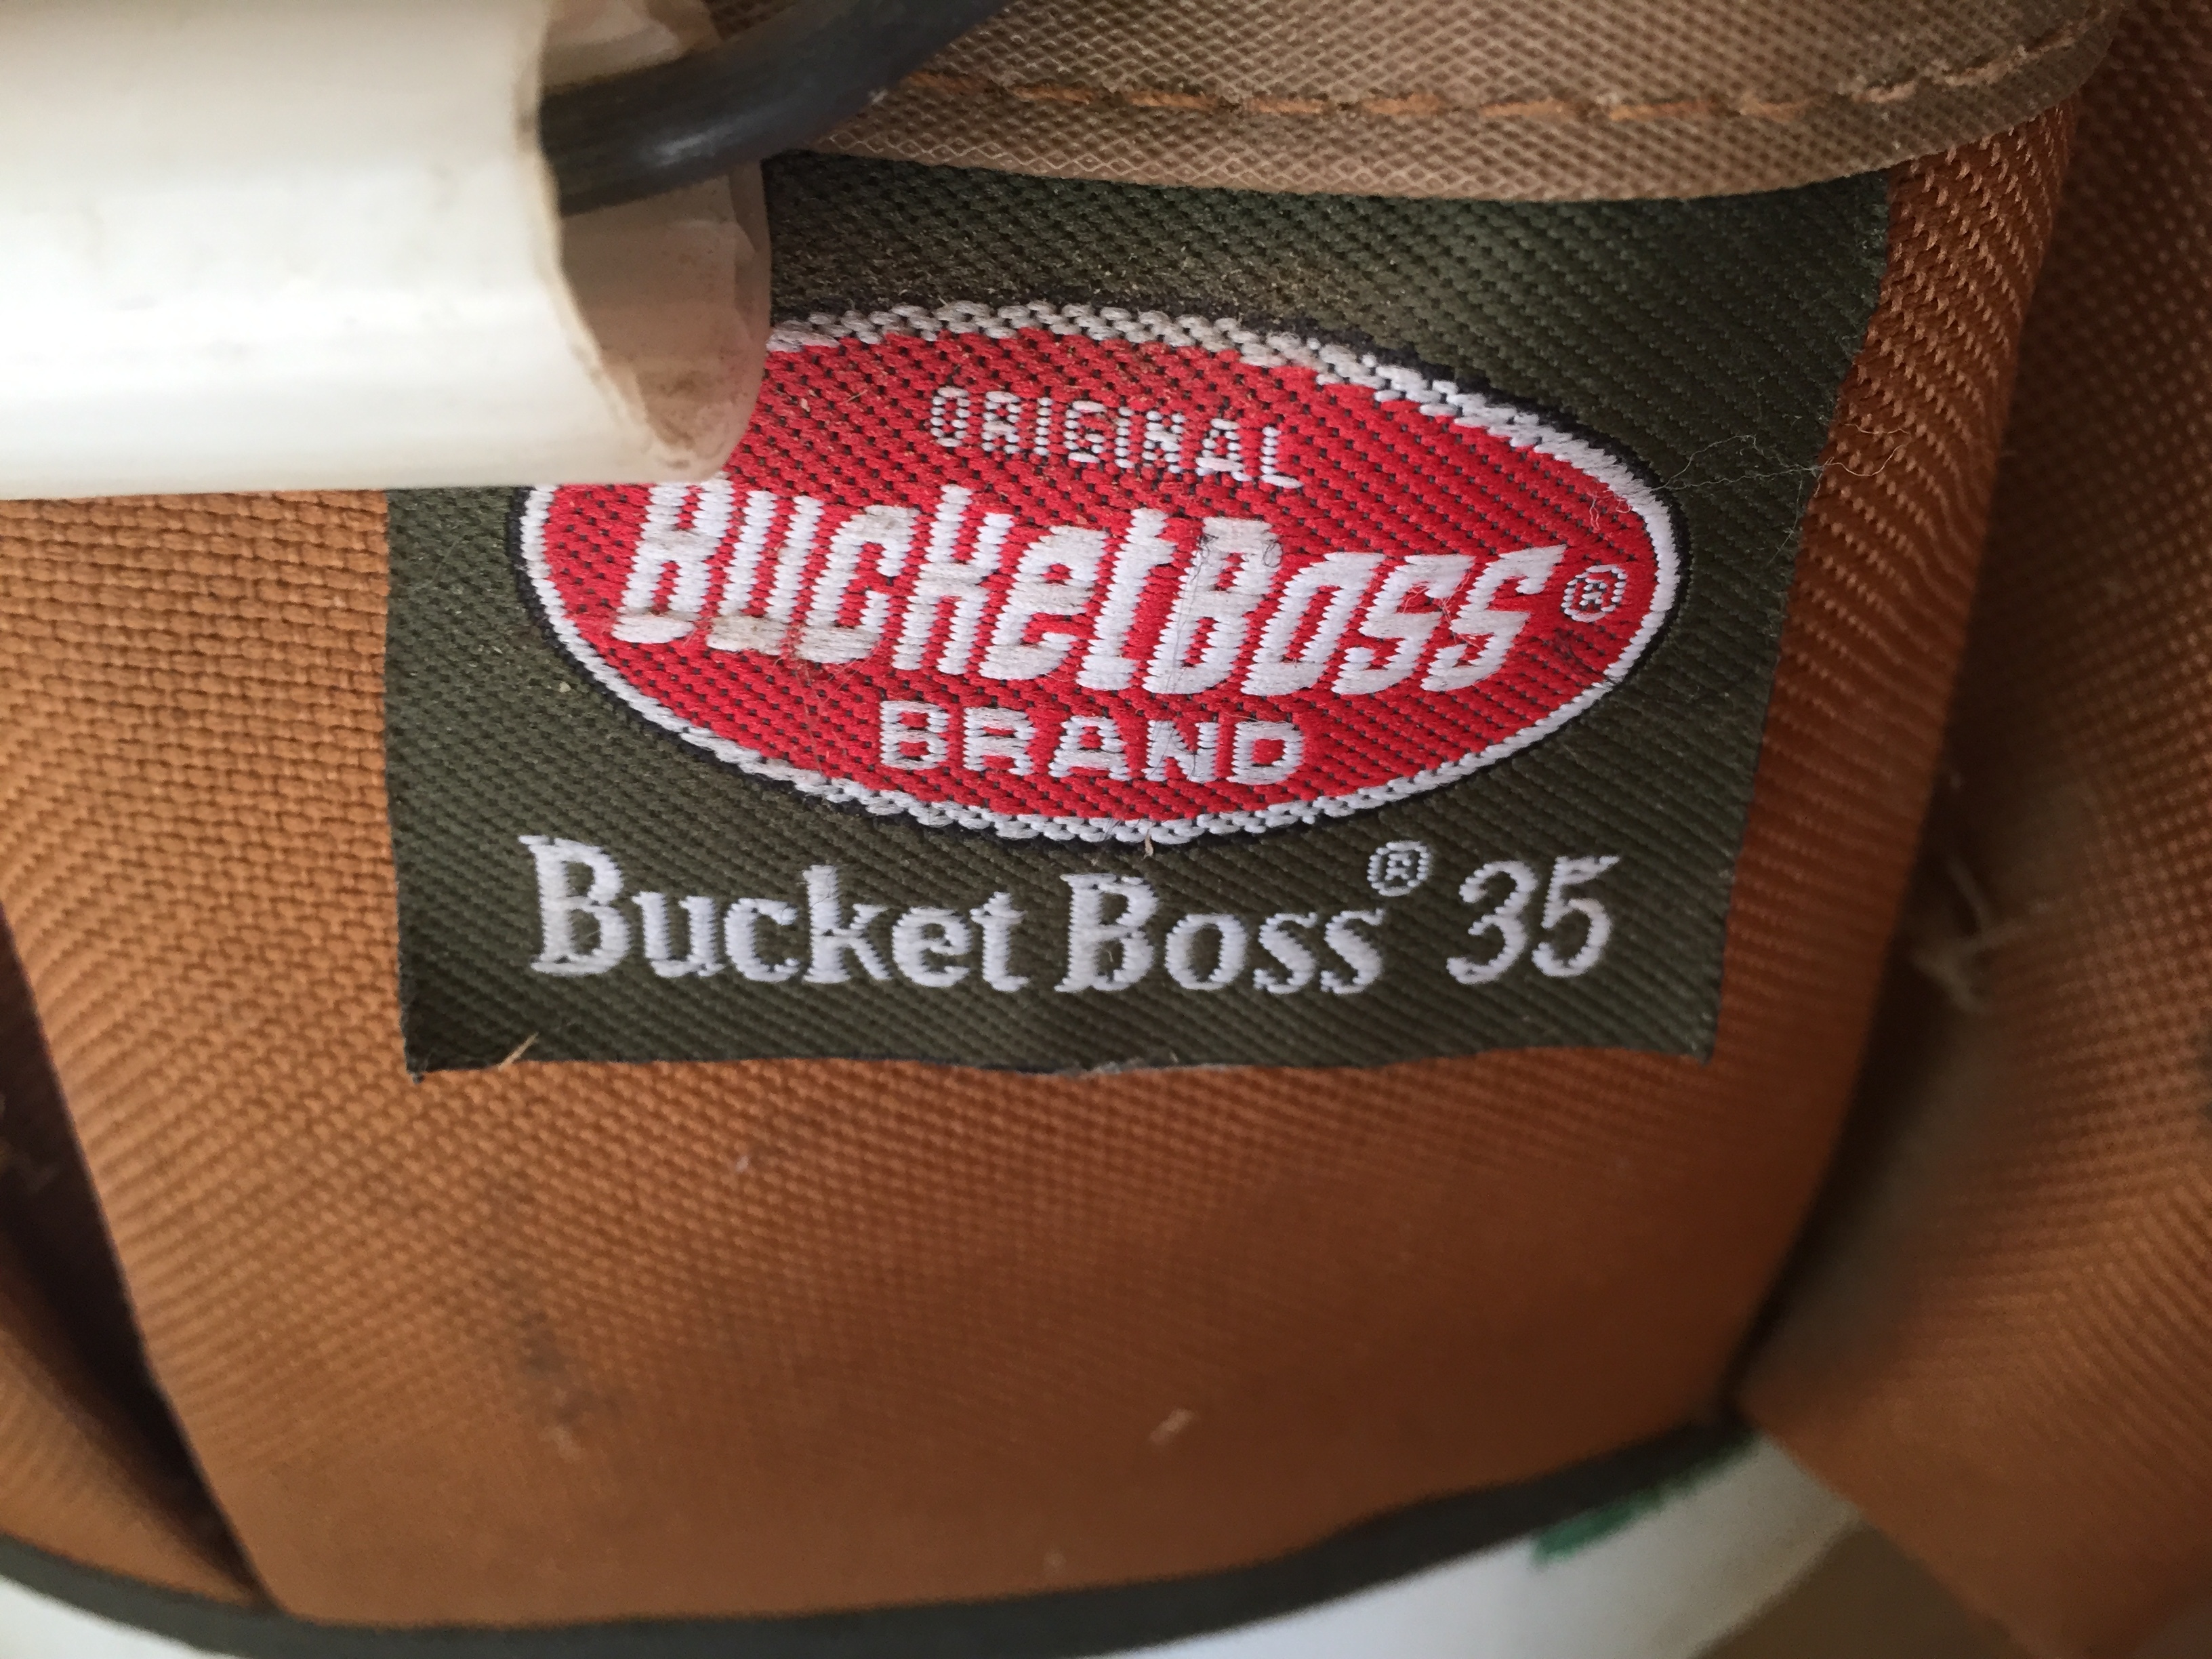 ORIGINAL
BucketBoss®
BRAND
Bucket Boss® 35